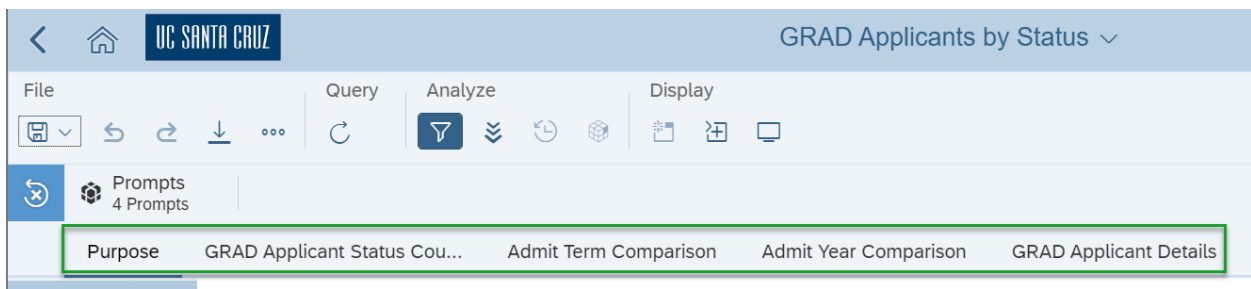 UC SANTA CRUZ
GRAD Applicants by Status
File Query Analyze Display
Prompts
4 Prompts
Purpose GRAD Applicant Status Cou... Admit Term Comparison Admit Year Comparison GRAD Applicant Details